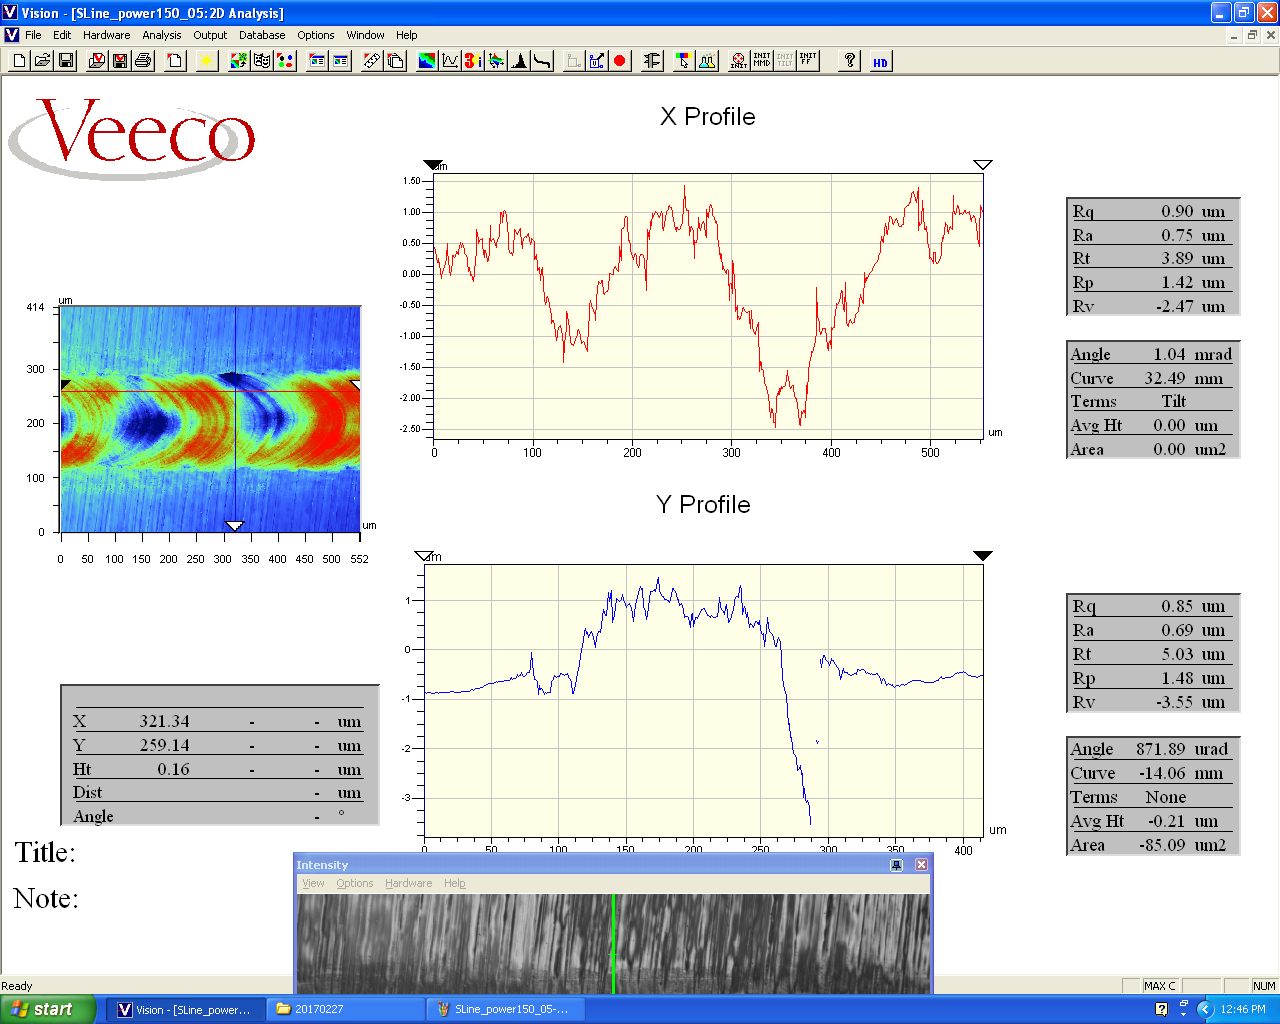 Vision - [SLine_power150_05:2D Analysis]
File Edit Hardware Analysis Output Database Options Window Help
INIT INIT MMD INIT TILT INIT FF ? HD
Veeco
X Profile
um
1.50
1.00
0.50
0.00
-0.50
-1.00
-1.50
-2.00
-2.50
0 100 200 300 400 500
um
Rq 0.90 um
Ra 0.75 um
Rt 3.89 um
Rp 1.42 um
Rv -2.47 um
Angle 1.04 mrad
Curve 32.49 mm
Terms Tilt
Avg Ht 0.00 um
Area 0.00 um2
um
414
300
200
100
0
um
0 50 100 150 200 250 300 350 400 450 500 552
Y Profile
um
1
0
-1
-2
-3
um
0 50 100 150 200 250 300 350 400
Rq 0.85 um
Ra 0.69 um
Rt 5.03 um
Rp 1.48 um
Rv -3.55 um
Angle 871.89 urad
Curve -14.06 mm
Terms None
Avg Ht -0.21 um
Area -85.09 um2
X 321.34 - - um
Y 259.14 - - um
Ht 0.16 - - um
Dist - um
Angle - °
Title:
Note:
Intensity
View Options Hardware Help
Ready
MAX C NUM
start
Vision - [SLine_power...
20170227
SLine_power150_05-...
12:46 PM